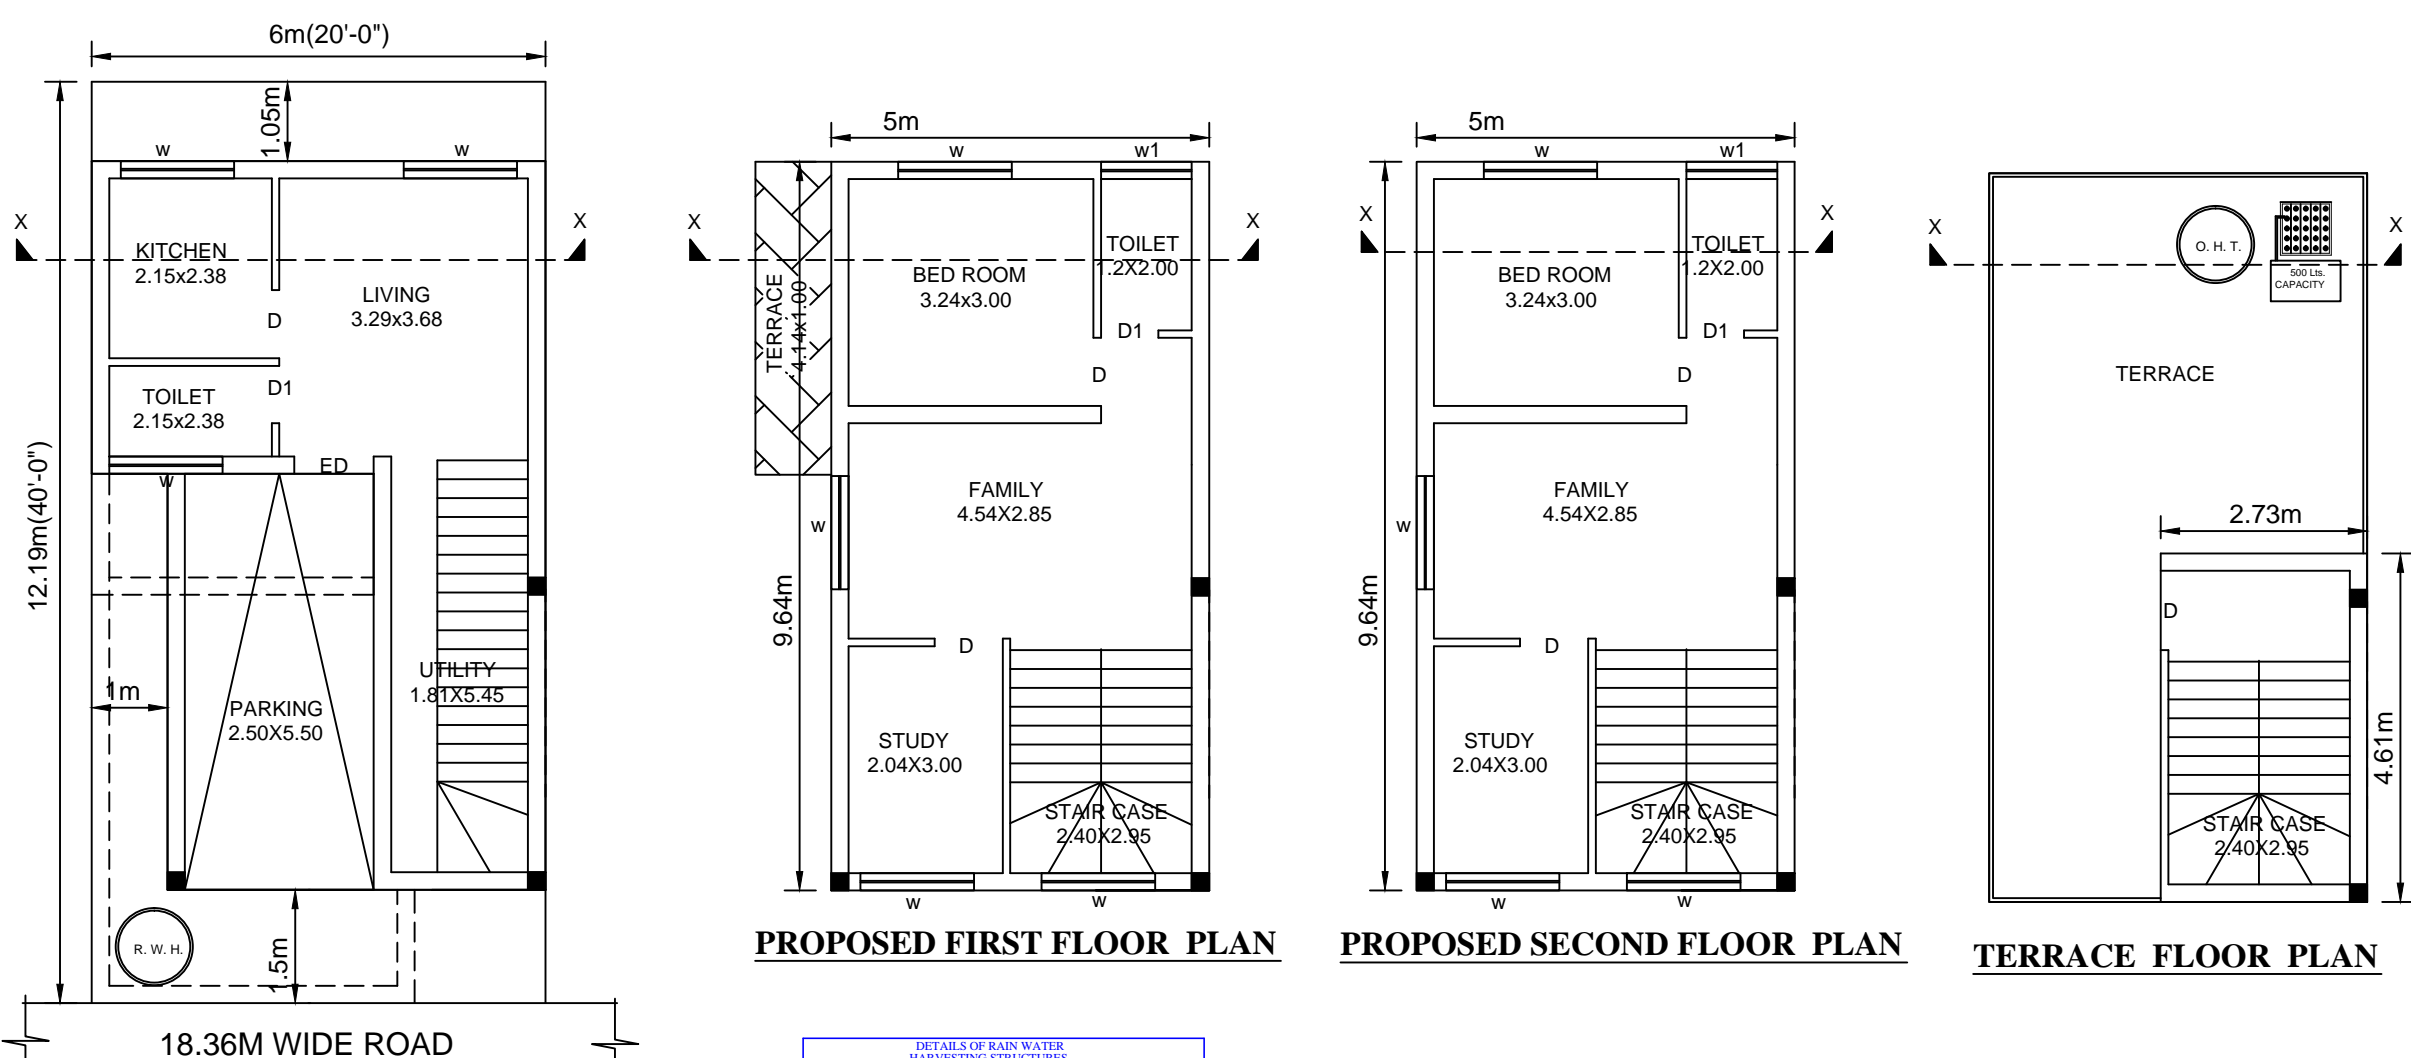 6m(20'-0")
1.05m
w
w
X
X
KITCHEN
2.15x2.38
LIVING
3.29x3.68
D
TOILET
2.15x2.38
D1
ED
w
12.19m(40'-0")
UTILITY
1.81X5.45
1m
PARKING
2.50X5.50
R. W. H.
1.5m
18.36M WIDE ROAD
5m
w
w1
X
X
TERRACE
4.14x1.00
BED ROOM
3.24x3.00
TOILET
1.2X2.00
D1
D
FAMILY
4.54X2.85
w
9.64m
D
STUDY
2.04X3.00
STAIR CASE
2.40X2.95
w
w
PROPOSED FIRST FLOOR PLAN
5m
w
w1
X
X
BED ROOM
3.24x3.00
TOILET
1.2X2.00
D1
D
FAMILY
4.54X2.85
w
9.64m
D
STUDY
2.04X3.00
STAIR CASE
2.40X2.95
w
w
PROPOSED SECOND FLOOR PLAN
X
X
O. H. T.
500 Lts.
CAPACITY
TERRACE
2.73m
D
4.61m
STAIR CASE
2.40X2.95
TERRACE FLOOR PLAN
DETAILS OF RAIN WATER
HARVESTING STRUCTURES